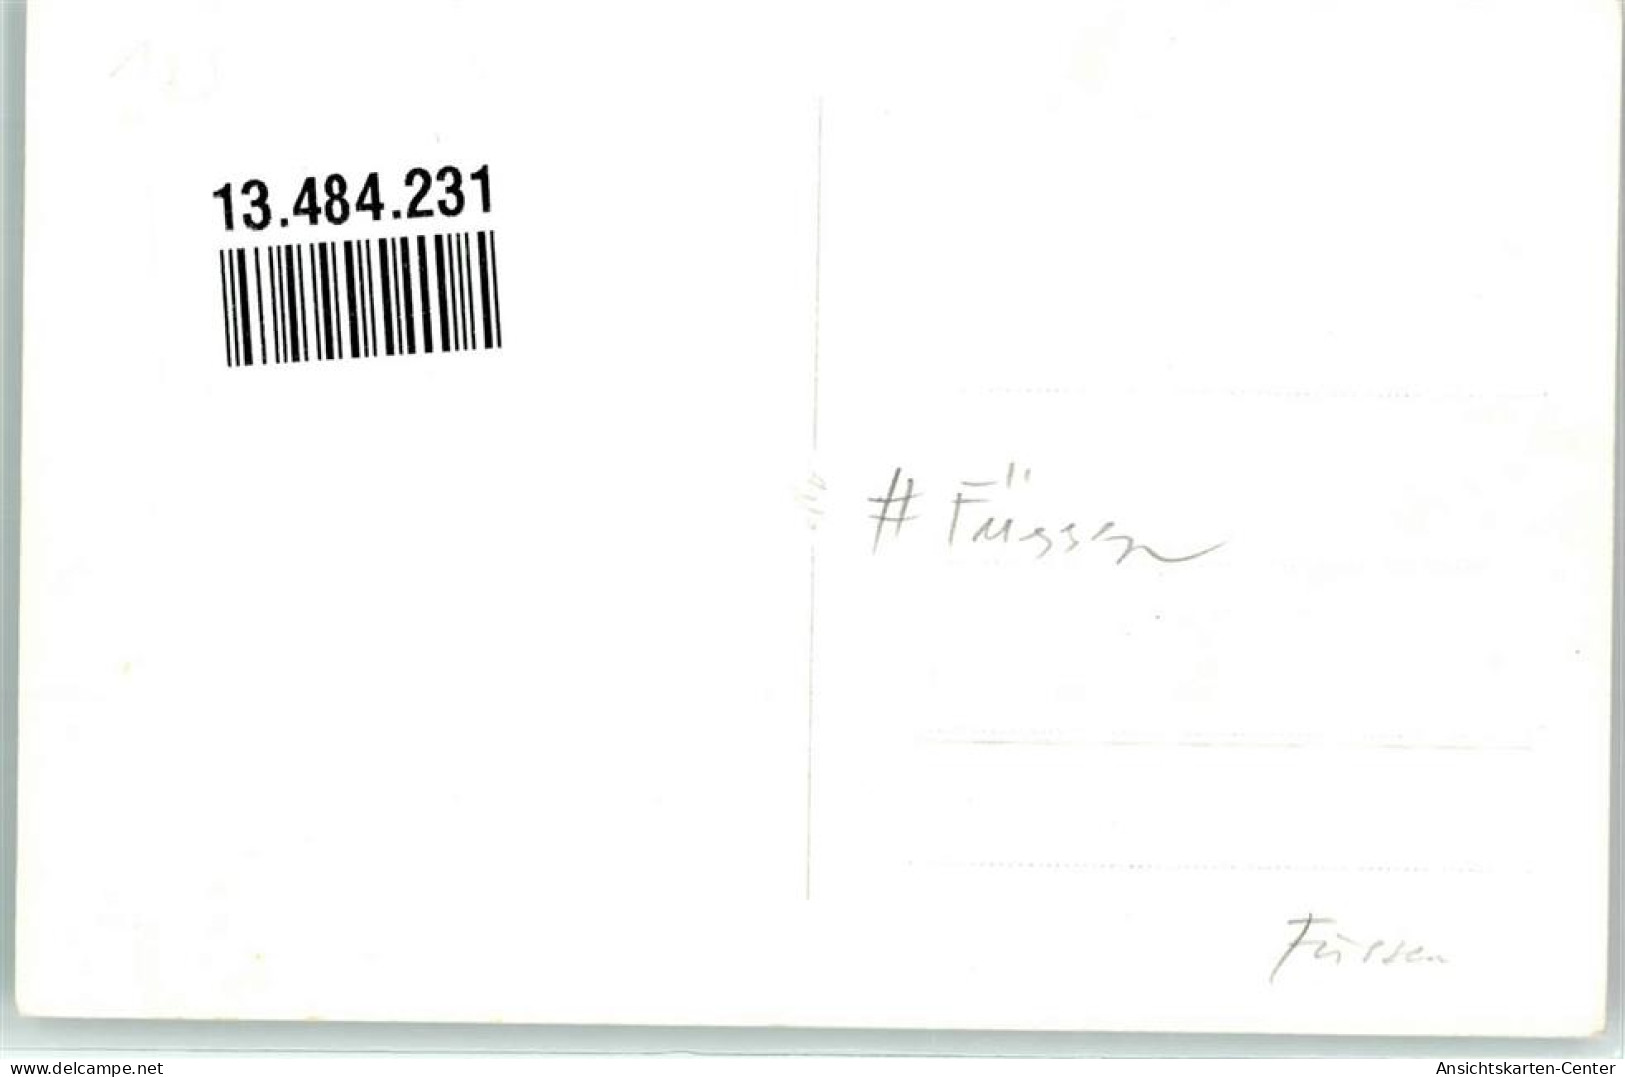 13.484.231
# Füssen
Füssen
www.delcampe.net
Ansichtskarten-Center